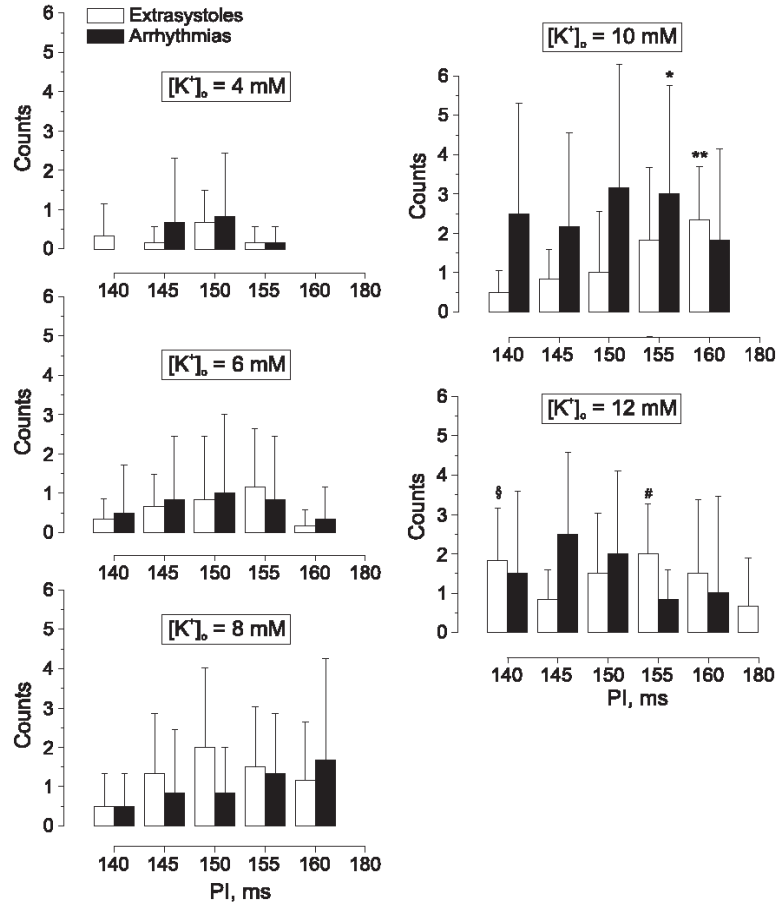 Extrasystoles
Arrhythmias
[K⁺]ₒ = 4 mM
Counts
6
5
4
3
2
1
0
140 145 150 155 160 180
[K⁺]ₒ = 6 mM
Counts
6
5
4
3
2
1
0
140 145 150 155 160 180
[K⁺]ₒ = 8 mM
Counts
6
5
4
3
2
1
0
140 145 150 155 160 180
PI, ms
[K⁺]ₒ = 10 mM
Counts
6
5
4
3
2
1
0
*
**
140 145 150 155 160 180
[K⁺]ₒ = 12 mM
Counts
6
5
4
3
2
1
0
§
#
140 145 150 155 160 180
PI, ms